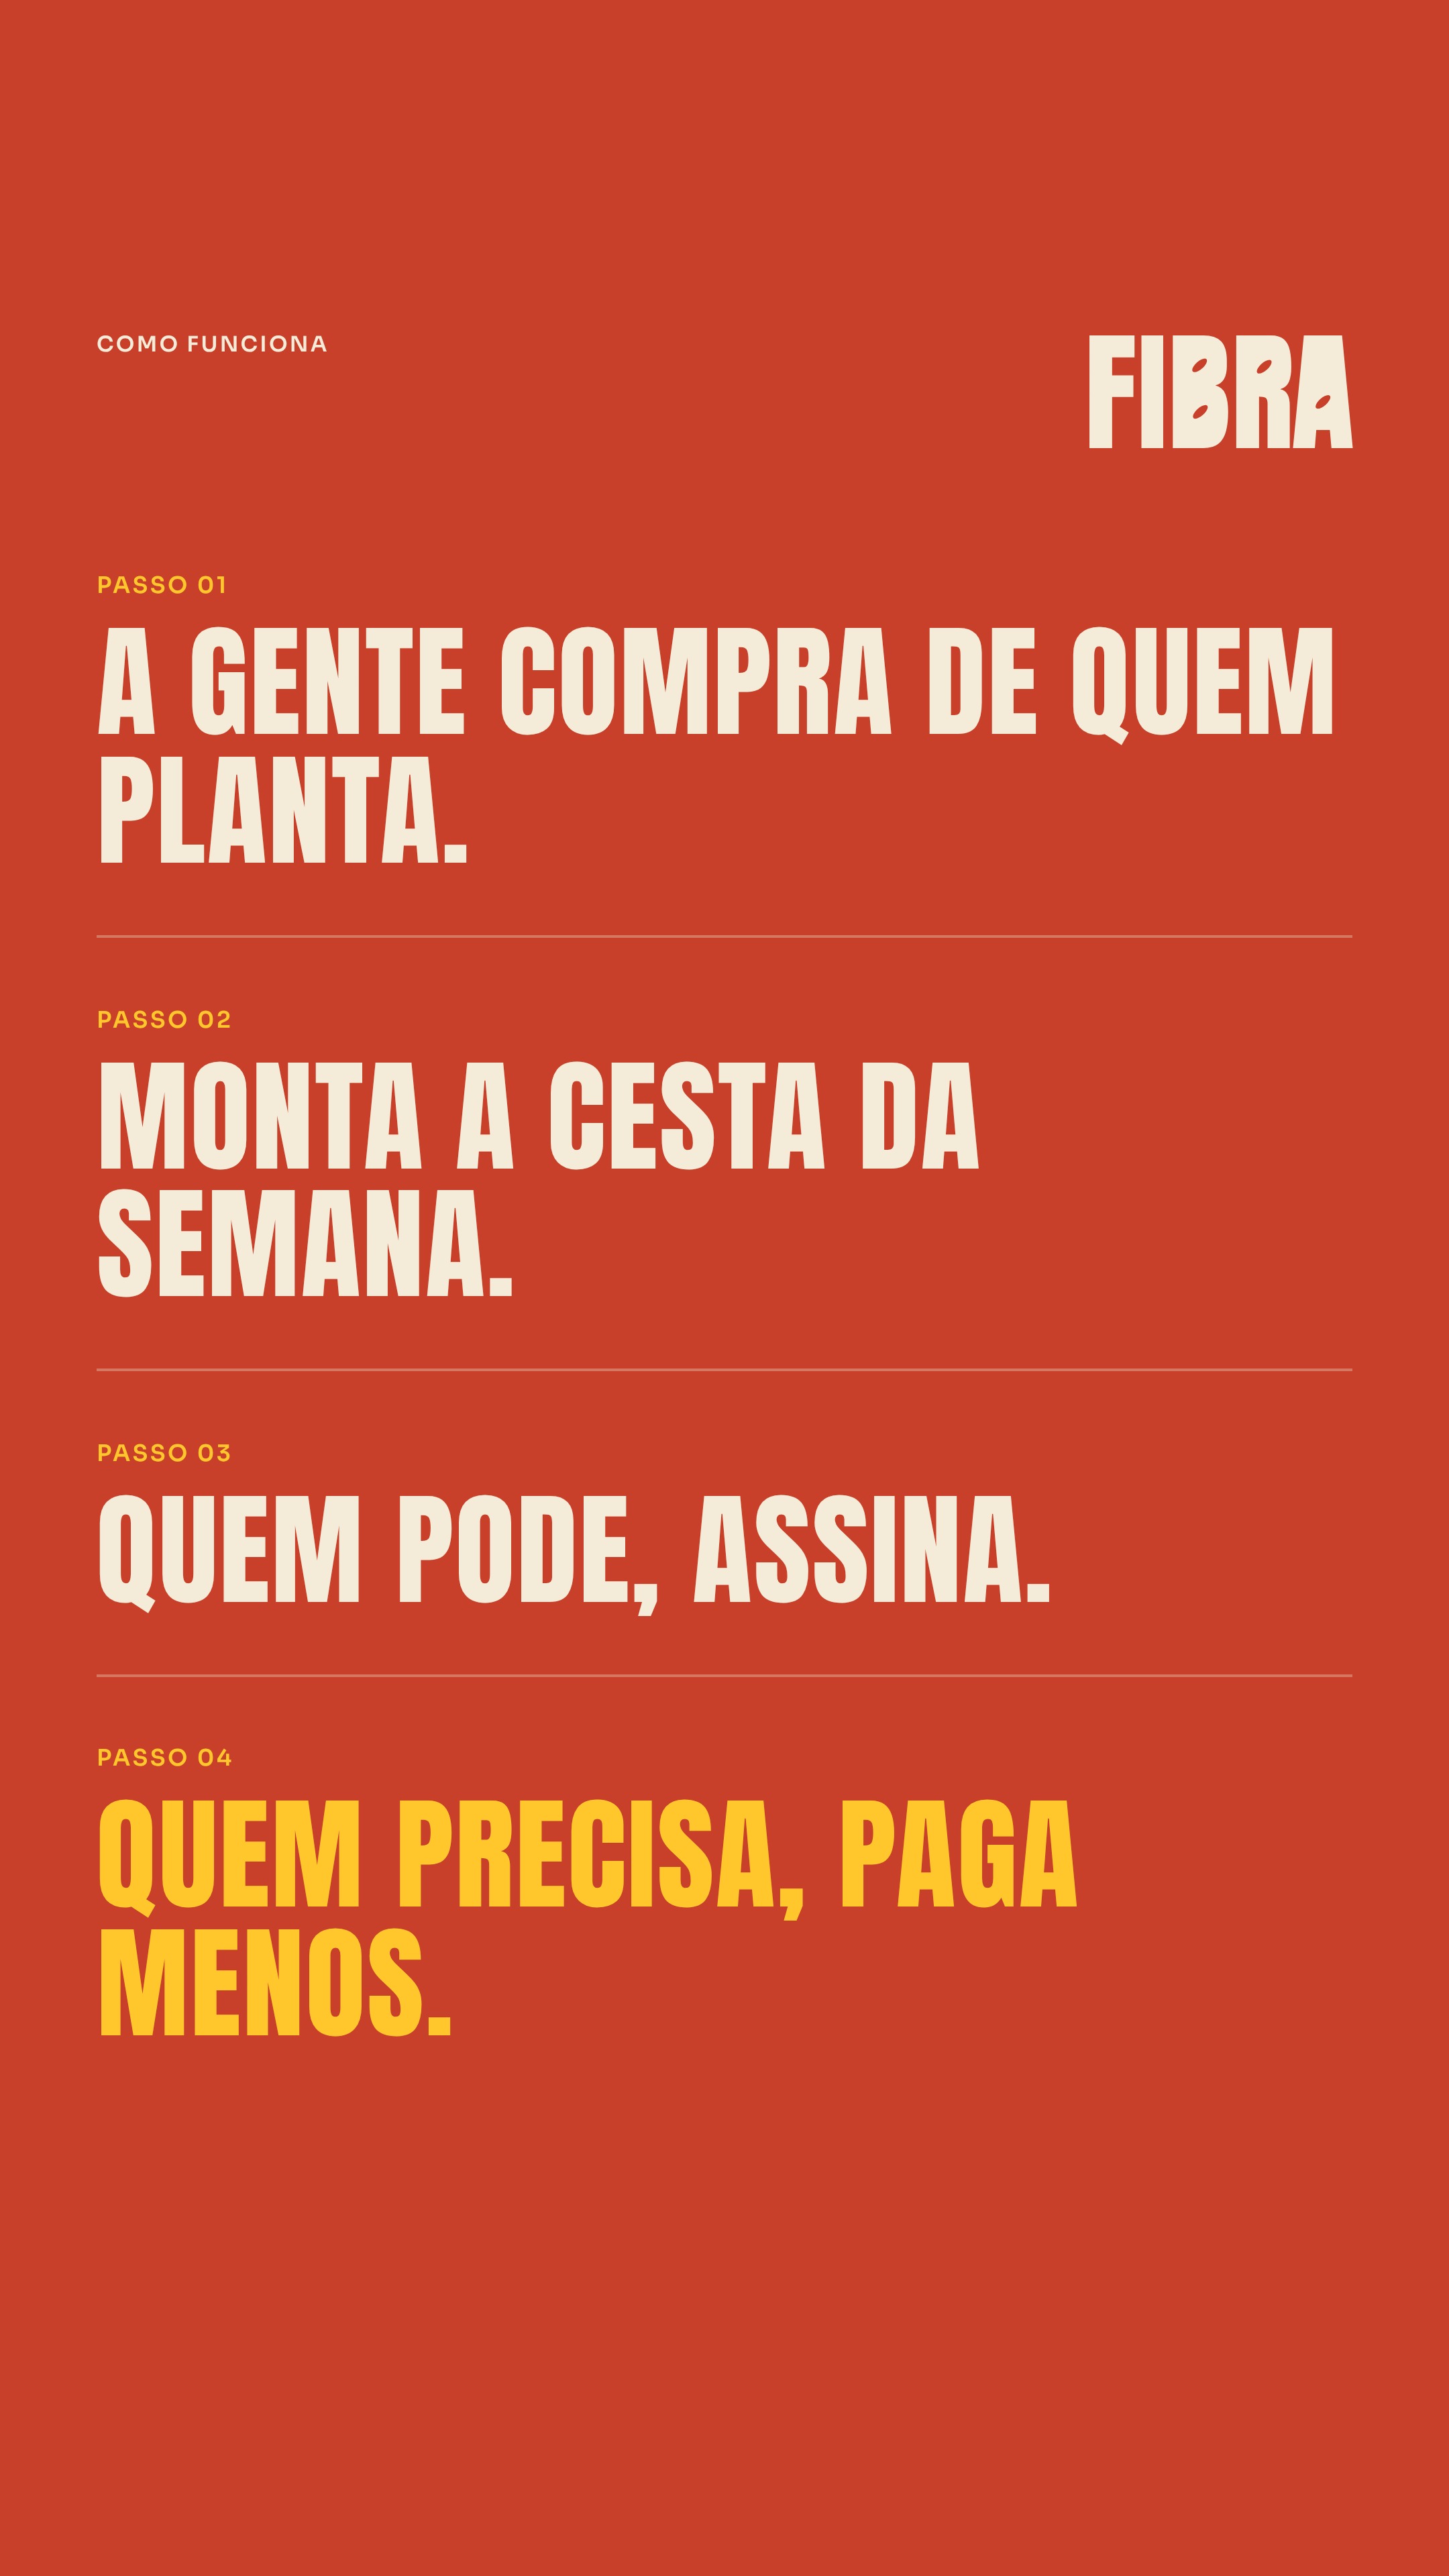 COMO FUNCIONA
FIBRA
PASSO 01
A GENTE COMPRA DE QUEM
PLANTA.
PASSO 02
MONTA A CESTA DA
SEMANA.
PASSO 03
QUEM PODE, ASSINA.
PASSO 04
QUEM PRECISA, PAGA
MENOS.